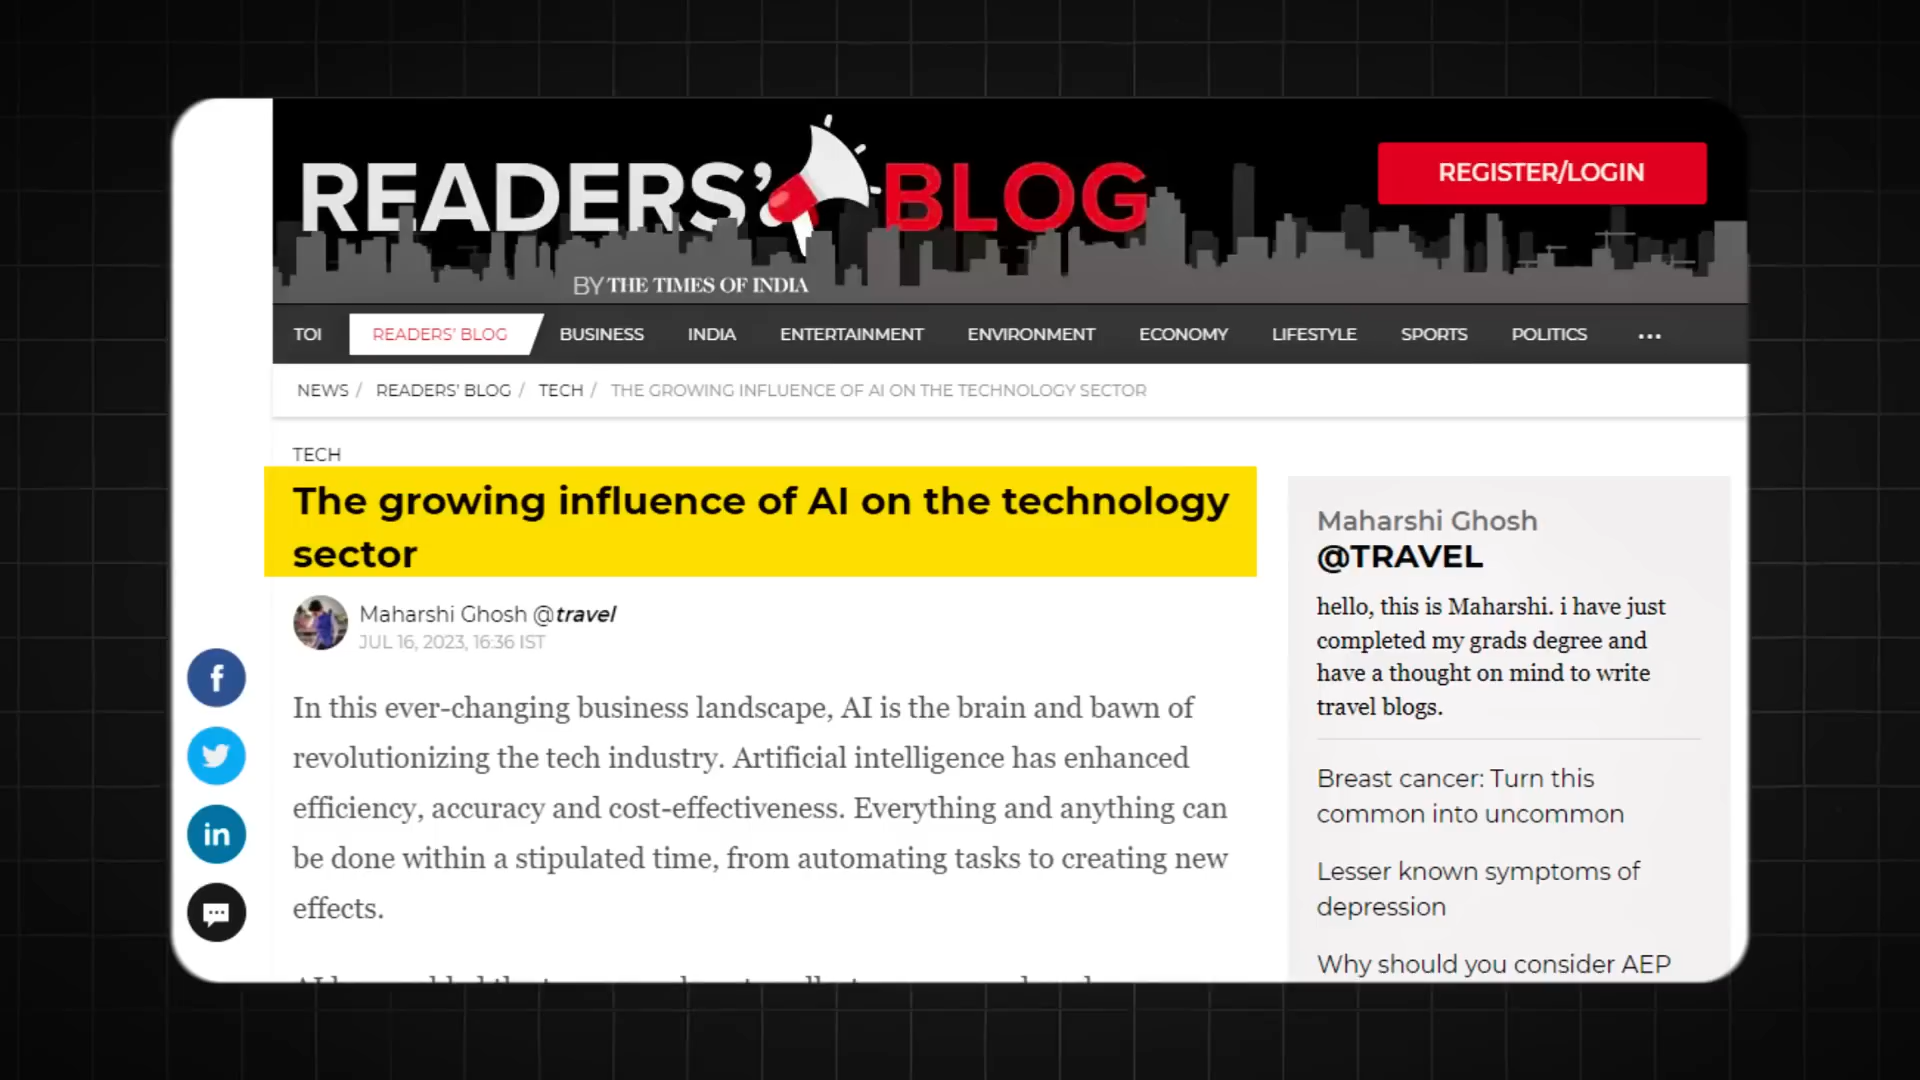 READERS' BLOG
REGISTER/LOGIN
BY THE TIMES OF INDIA
TOI READERS' BLOG BUSINESS INDIA ENTERTAINMENT ENVIRONMENT ECONOMY LIFESTYLE SPORTS POLITICS ...
NEWS / READERS' BLOG / TECH / THE GROWING INFLUENCE OF AI ON THE TECHNOLOGY SECTOR
TECH
The growing influence of AI on the technology
sector
Maharshi Ghosh @travel
JUL 16, 2023, 16:36 IST
In this ever-changing business landscape, AI is the brain and bawn of
revolutionizing the tech industry. Artificial intelligence has enhanced
efficiency, accuracy and cost-effectiveness. Everything and anything can
be done within a stipulated time, from automating tasks to creating new
effects.
Maharshi Ghosh
@TRAVEL
hello, this is Maharshi. i have just
completed my grads degree and
have a thought on mind to write
travel blogs.
Breast cancer: Turn this
common into uncommon
Lesser known symptoms of
depression
Why should you consider AEP